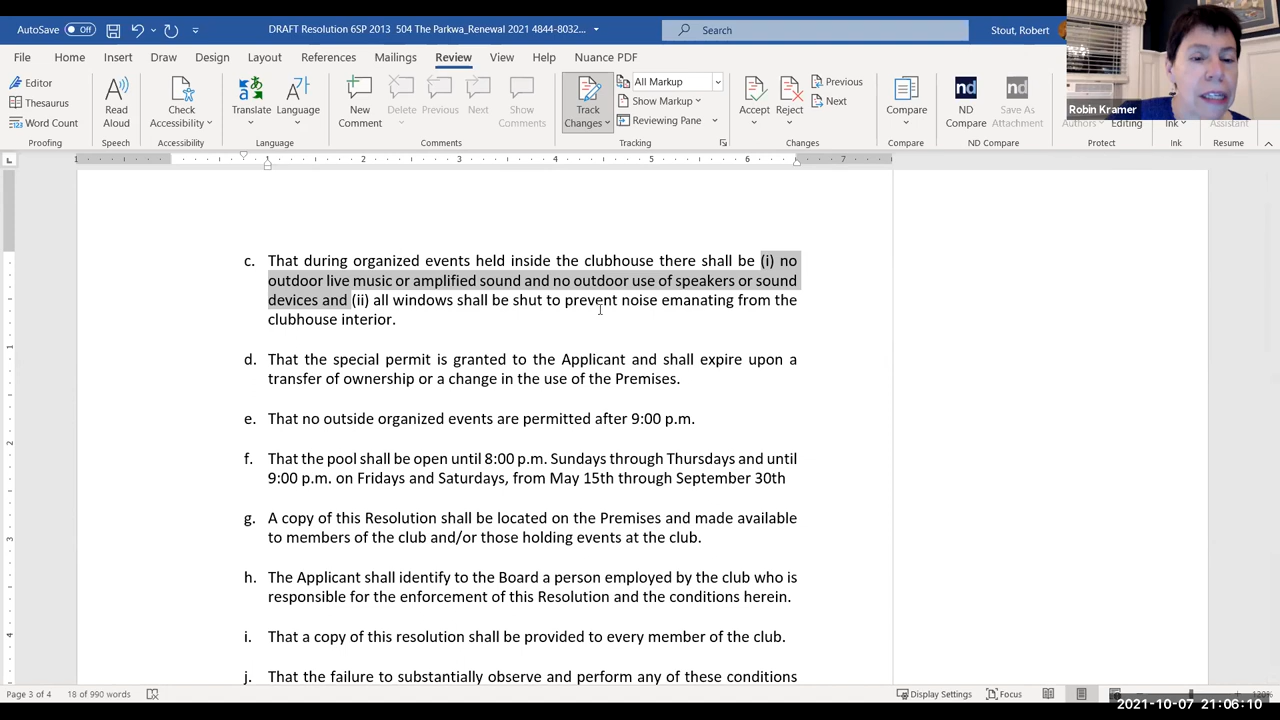 AutoSave Off DRAFT Resolution 6SP 2013 504 The Parkwa_Renewal 2021 4844-8032... Search Stout, Robert
File Home Insert Draw Design Layout References Mailings Review View Help Nuance PDF
Editor
Thesaurus
Word Count
Proofing
Read Aloud
Speech
Check Accessibility
Accessibility
Translate Language
Language
New Comment Delete Previous Next Show Comments
Comments
Track Changes
All Markup
Show Markup
Reviewing Pane
Tracking
Accept Reject Previous
Next
Changes
Compare
Compare
ND Compare Save As Attachment
ND Compare
Authors Editing
Protect
Ink
Ink
Assistant
Resume
Robin Kramer
1 1 2 3 4 5 6 7
c. That during organized events held inside the clubhouse there shall be (i) no
outdoor live music or amplified sound and no outdoor use of speakers or sound
devices and (ii) all windows shall be shut to prevent noise emanating from the
clubhouse interior.
d. That the special permit is granted to the Applicant and shall expire upon a
transfer of ownership or a change in the use of the Premises.
e. That no outside organized events are permitted after 9:00 p.m.
f. That the pool shall be open until 8:00 p.m. Sundays through Thursdays and until
9:00 p.m. on Fridays and Saturdays, from May 15th through September 30th
g. A copy of this Resolution shall be located on the Premises and made available
to members of the club and/or those holding events at the club.
h. The Applicant shall identify to the Board a person employed by the club who is
responsible for the enforcement of this Resolution and the conditions herein.
i. That a copy of this resolution shall be provided to every member of the club.
j. That the failure to substantially observe and perform any of these conditions
Page 3 of 4 18 of 990 words Display Settings Focus 120%
2021-10-07 21:06:10